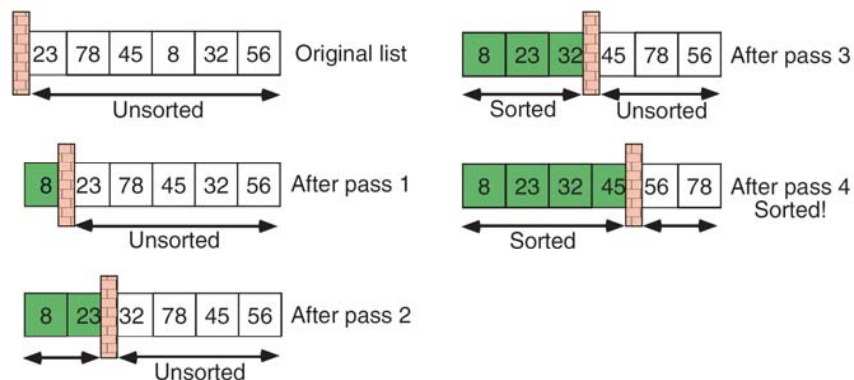 23 78 45 8 32 56 Original list
Unsorted
8 23 78 45 32 56 After pass 1
Unsorted
8 23 32 78 45 56 After pass 2
Unsorted
8 23 32 45 78 56 After pass 3
Sorted Unsorted
8 23 32 45 56 78 After pass 4
Sorted!
Sorted